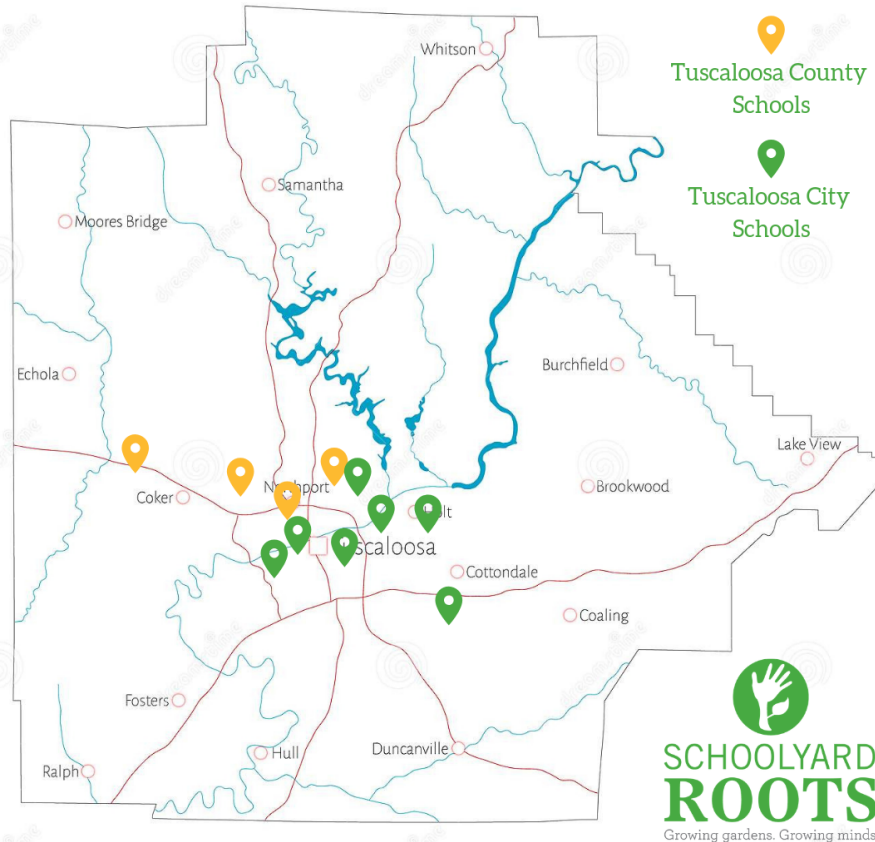 Whitson
Tuscaloosa County
Schools
Tuscaloosa City
Schools
Samantha
Moores Bridge
Echola
Burchfield
Lake View
Northport
Coker
Brookwood
Holt
Tuscaloosa
Cottondale
Coaling
Fosters
Hull
Duncanville
Ralph
SCHOOLYARD
ROOTS
Growing gardens. Growing minds